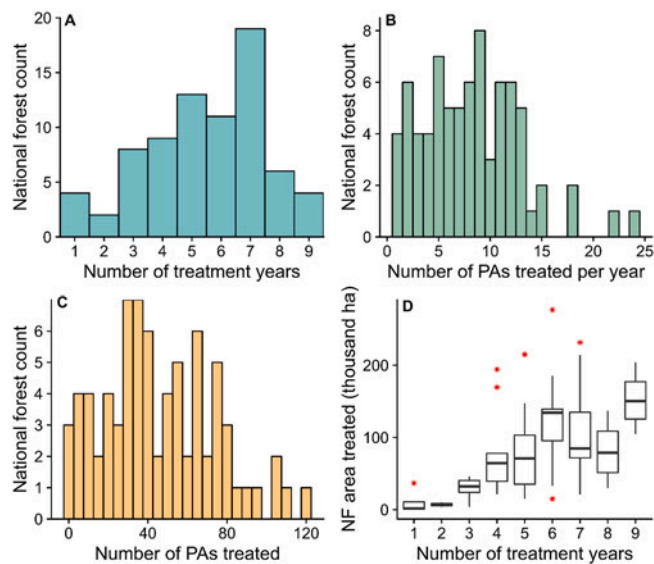 A
National forest count
20
15
10
5
0
1 2 3 4 5 6 7 8 9
Number of treatment years
B
National forest count
8
6
4
2
0
0 5 10 15 20 25
Number of PAs treated per year
C
National forest count
6
5
4
3
2
1
0
0 40 80 120
Number of PAs treated
D
NF area treated (thousand ha)
200
100
0
1 2 3 4 5 6 7 8 9
Number of treatment years